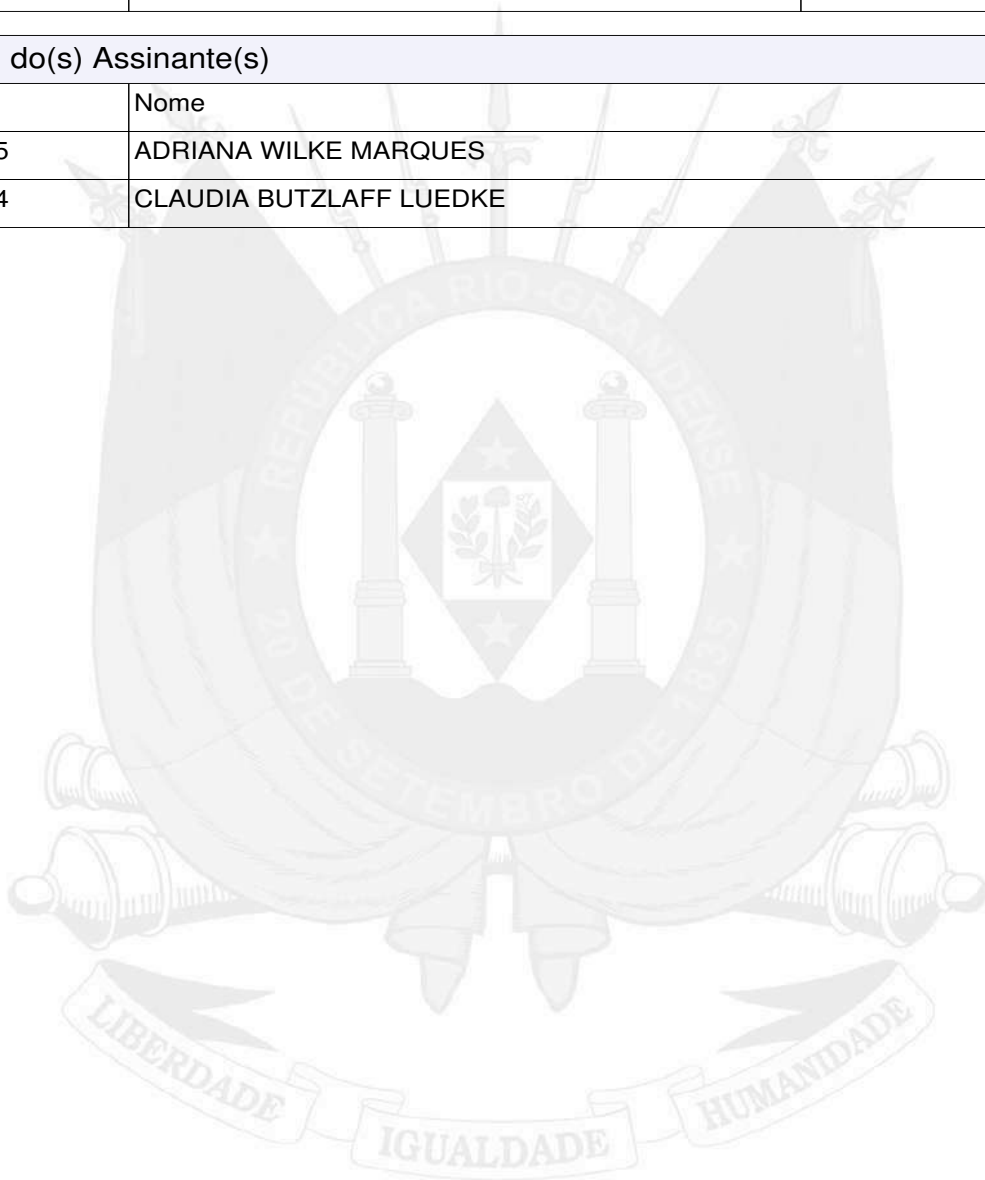 do(s) Assinante(s)
Nome
5 ADRIANA WILKE MARQUES
4 CLAUDIA BUTZLAFF LUEDKE
REPÚBLICA RIO-GRANDENSE
20 DE SETEMBRO DE 1835
LIBERDADE IGUALDADE HUMANIDADE